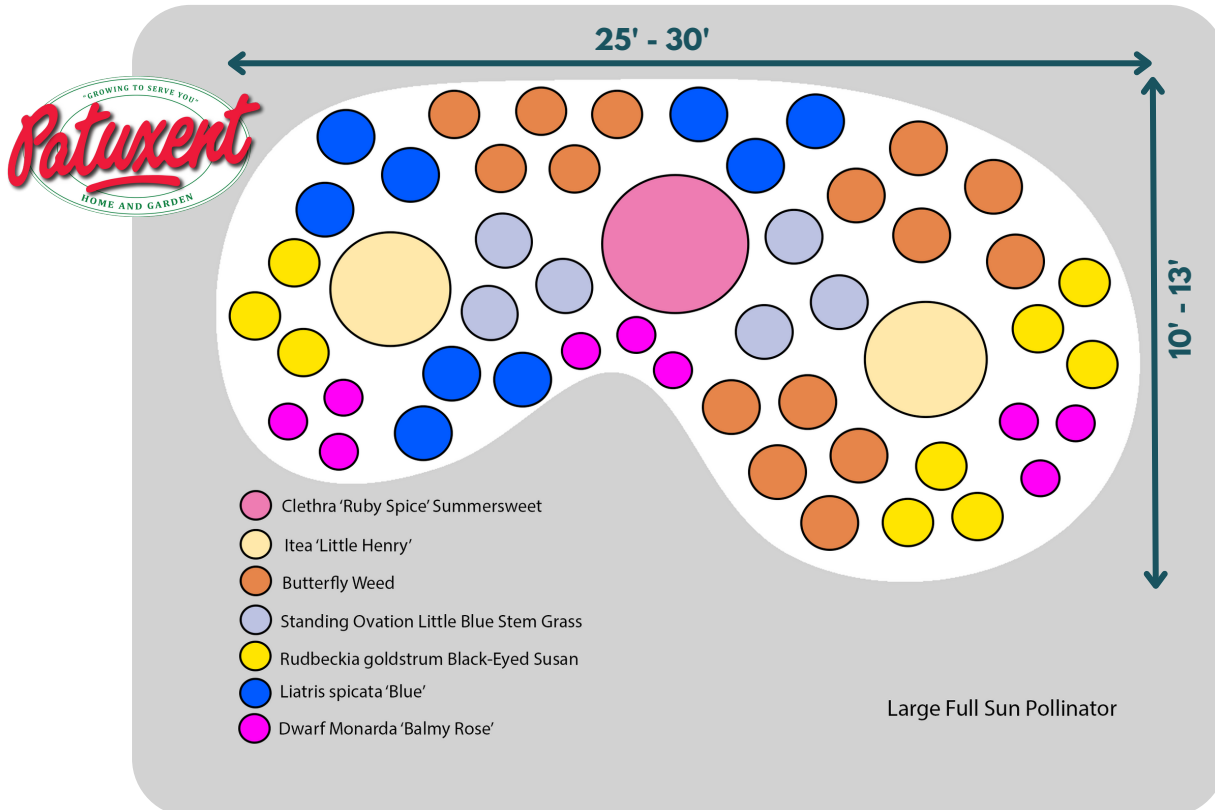 25' - 30'
"GROWING TO SERVE YOU"
Patuxent
HOME AND GARDEN
10' - 13'
Clethra ‘Ruby Spice’ Summersweet
Itea ‘Little Henry’
Butterfly Weed
Standing Ovation Little Blue Stem Grass
Rudbeckia goldstrum Black-Eyed Susan
Liatris spicata ‘Blue’
Dwarf Monarda ‘Balmy Rose’
Large Full Sun Pollinator